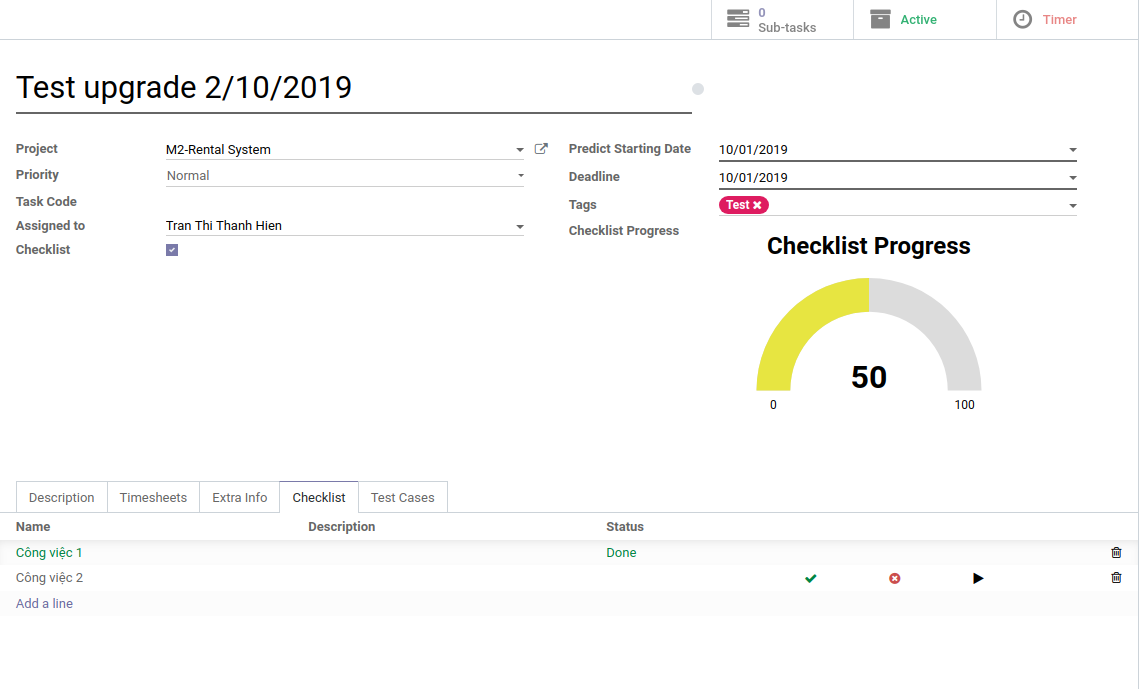 0
Sub-tasks
Active
Timer
Test upgrade 2/10/2019
Project
M2-Rental System
Priority
Normal
Task Code
Assigned to
Tran Thi Thanh Hien
Checklist
Predict Starting Date
10/01/2019
Deadline
10/01/2019
Tags
Test
Checklist Progress
Checklist Progress
50
0
100
Description
Timesheets
Extra Info
Checklist
Test Cases
Name
Description
Status
Công việc 1
Done
Công việc 2
Add a line